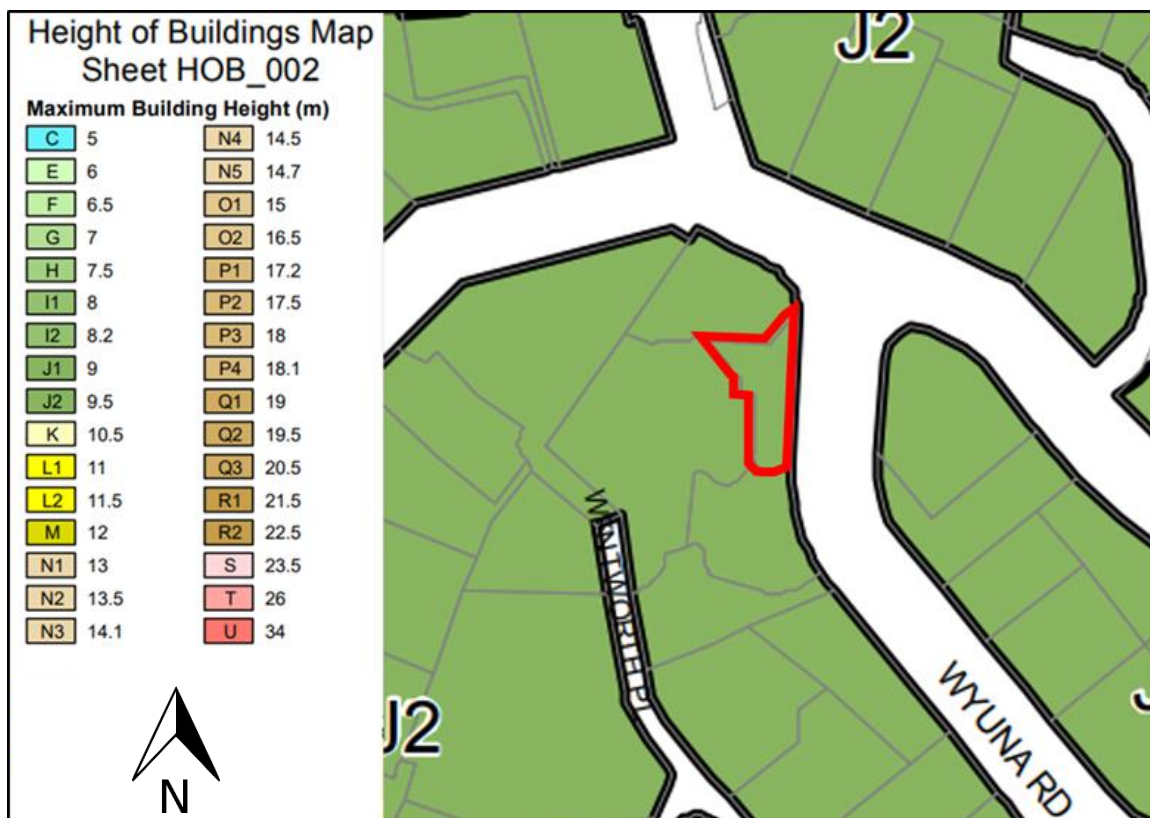 Height of Buildings Map
Sheet HOB_002
Maximum Building Height (m)
C 5
E 6
F 6.5
G 7
H 7.5
I1 8
I2 8.2
J1 9
J2 9.5
K 10.5
L1 11
L2 11.5
M 12
N1 13
N2 13.5
N3 14.1
N4 14.5
N5 14.7
O1 15
O2 16.5
P1 17.2
P2 17.5
P3 18
P4 18.1
Q1 19
Q2 19.5
Q3 20.5
R1 21.5
R2 22.5
S 23.5
T 26
U 34
N
J2
WENTWORTH PL
J2
WYUNA RD